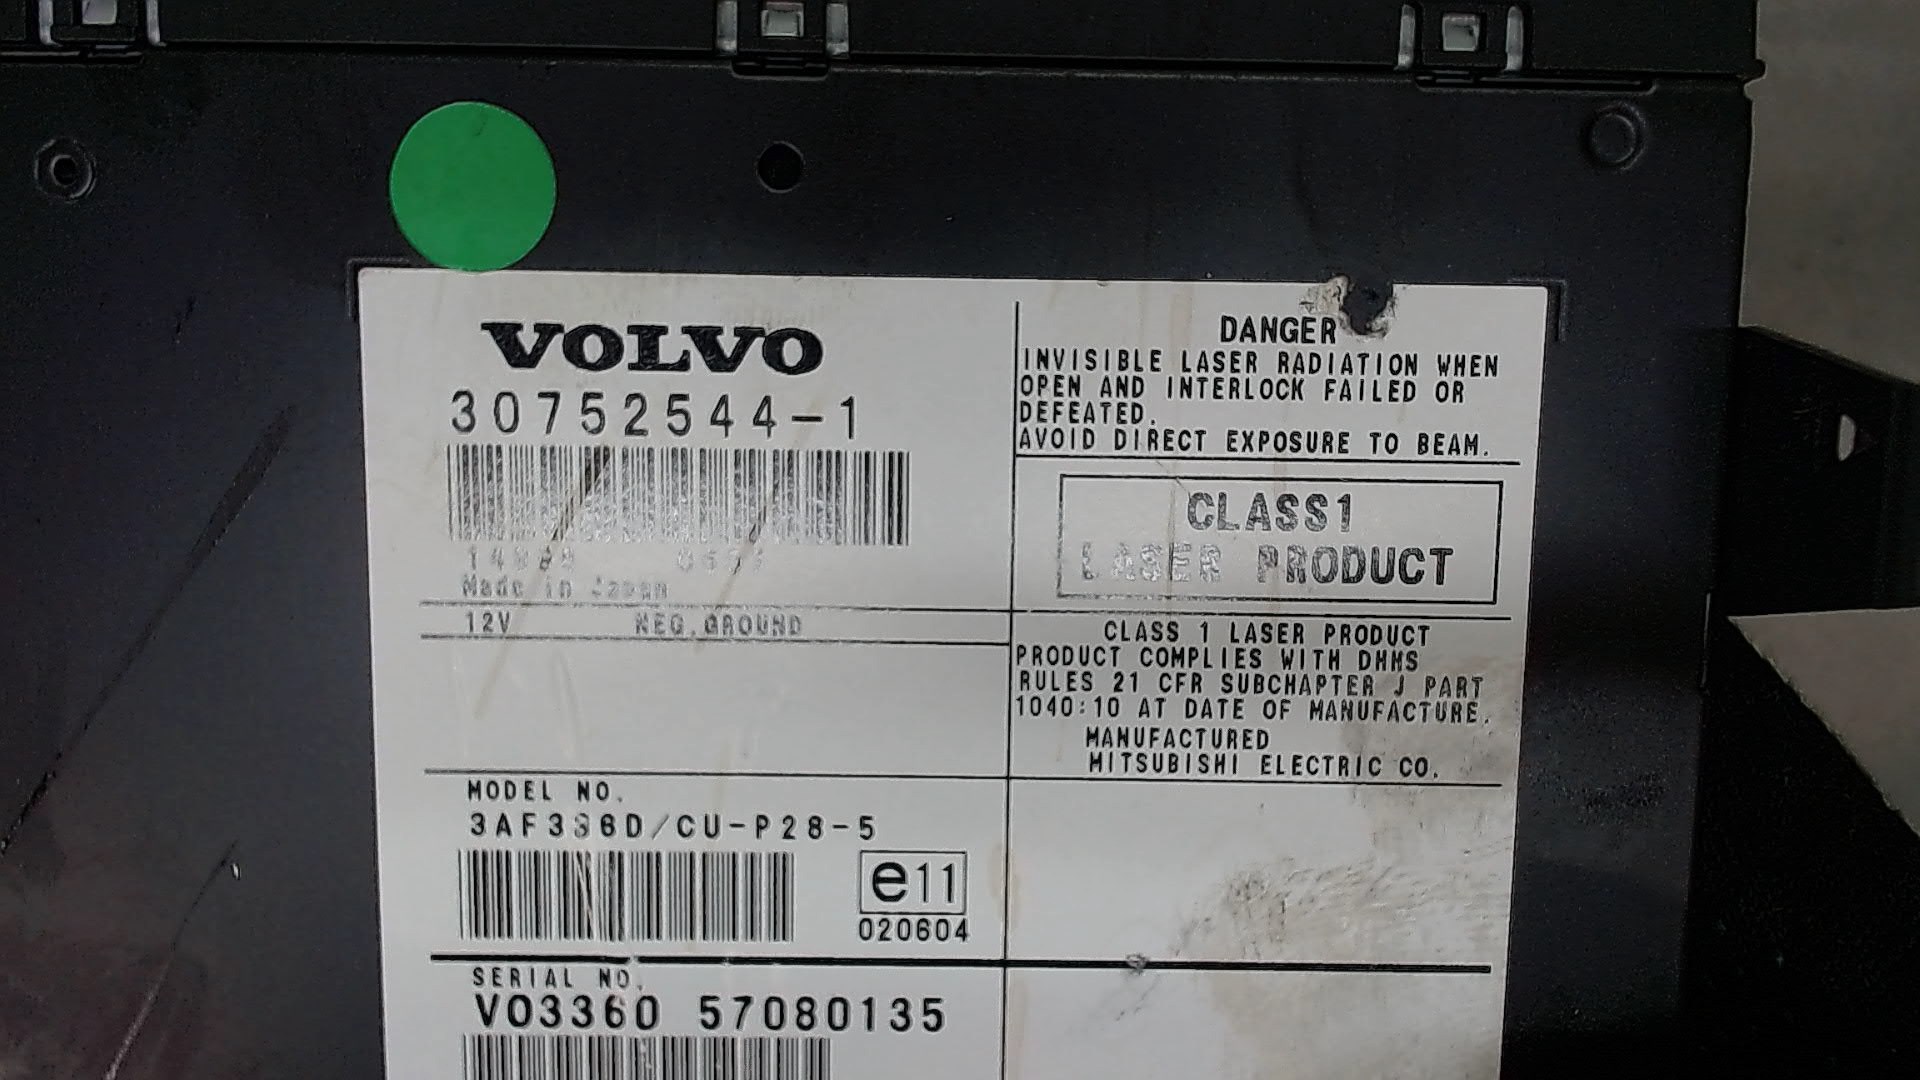 VOLVO
30752544-1
Made in Japan
12V NEG.GROUND
MODEL NO.
3AF336D/CU-P28-5
e11
020604
SERIAL NO.
VO3360 57080135
DANGER
INVISIBLE LASER RADIATION WHEN
OPEN AND INTERLOCK FAILED OR
DEFEATED.
AVOID DIRECT EXPOSURE TO BEAM.
CLASS1
LASER PRODUCT
CLASS 1 LASER PRODUCT
PRODUCT COMPLIES WITH DHHS
RULES 21 CFR SUBCHAPTER J PART
1040:10 AT DATE OF MANUFACTURE.
MANUFACTURED
MITSUBISHI ELECTRIC CO.